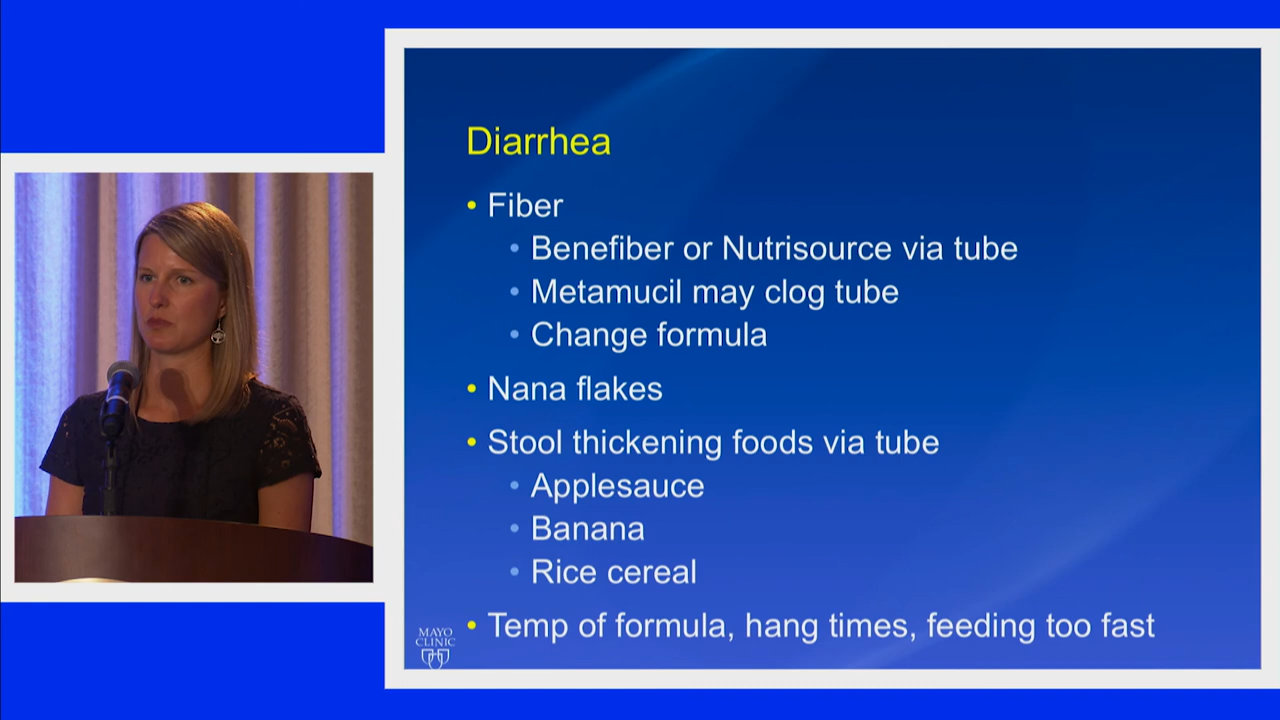 Diarrhea
• Fiber
• Benefiber or Nutrisource via tube
• Metamucil may clog tube
• Change formula
• Nana flakes
• Stool thickening foods via tube
• Applesauce
• Banana
• Rice cereal
• Temp of formula, hang times, feeding too fast
MAYO
CLINIC